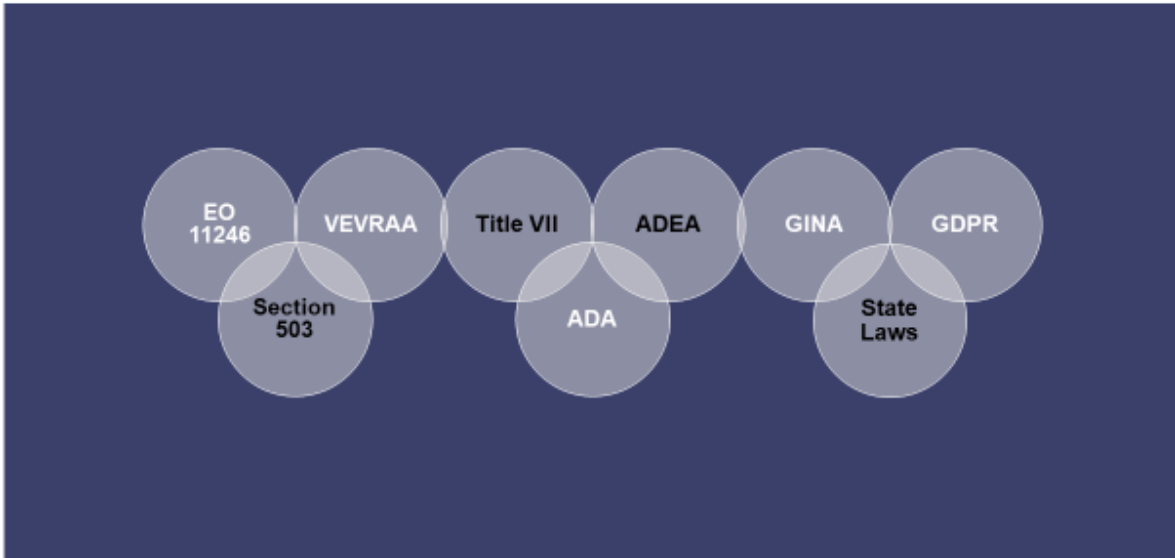 EO
11246
VEVRAA
Title VII
ADEA
GINA
GDPR
Section
503
ADA
State
Laws